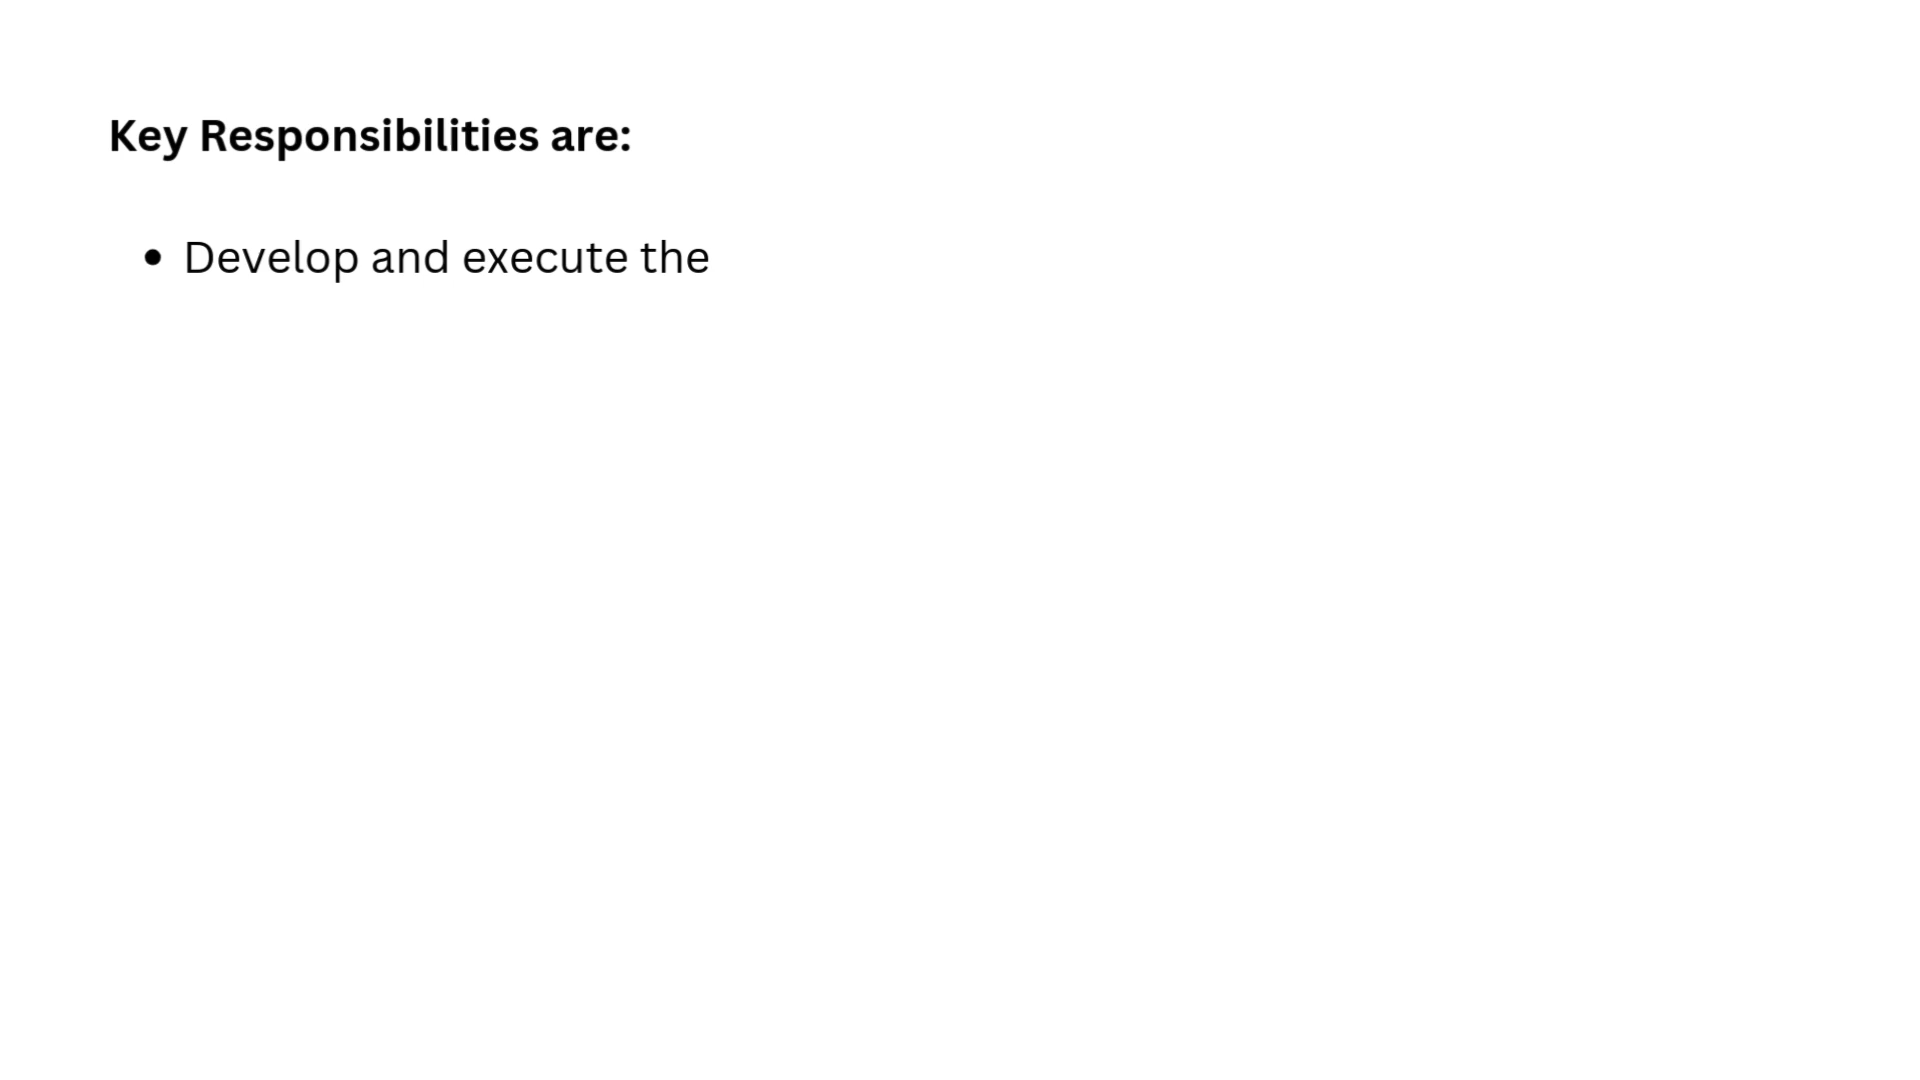 Key Responsibilities are:
• Develop and execute the